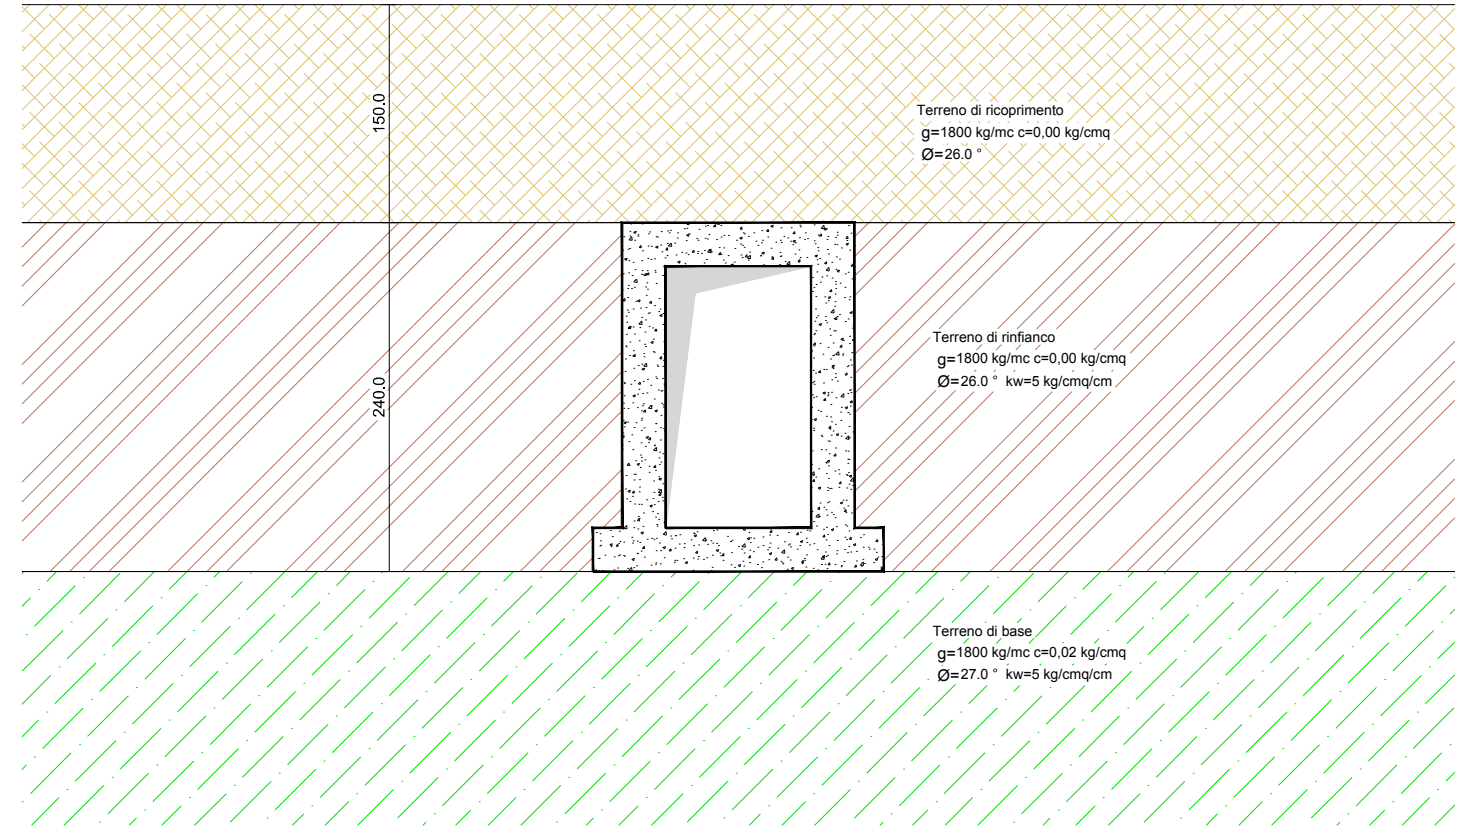 150.0
Terreno di ricoprimento
g=1800 kg/mc c=0,00 kg/cmq
Ø=26.0 °
240.0
Terreno di rinfianco
g=1800 kg/mc c=0,00 kg/cmq
Ø=26.0 ° kw=5 kg/cmq/cm
Terreno di base
g=1800 kg/mc c=0,02 kg/cmq
Ø=27.0 ° kw=5 kg/cmq/cm